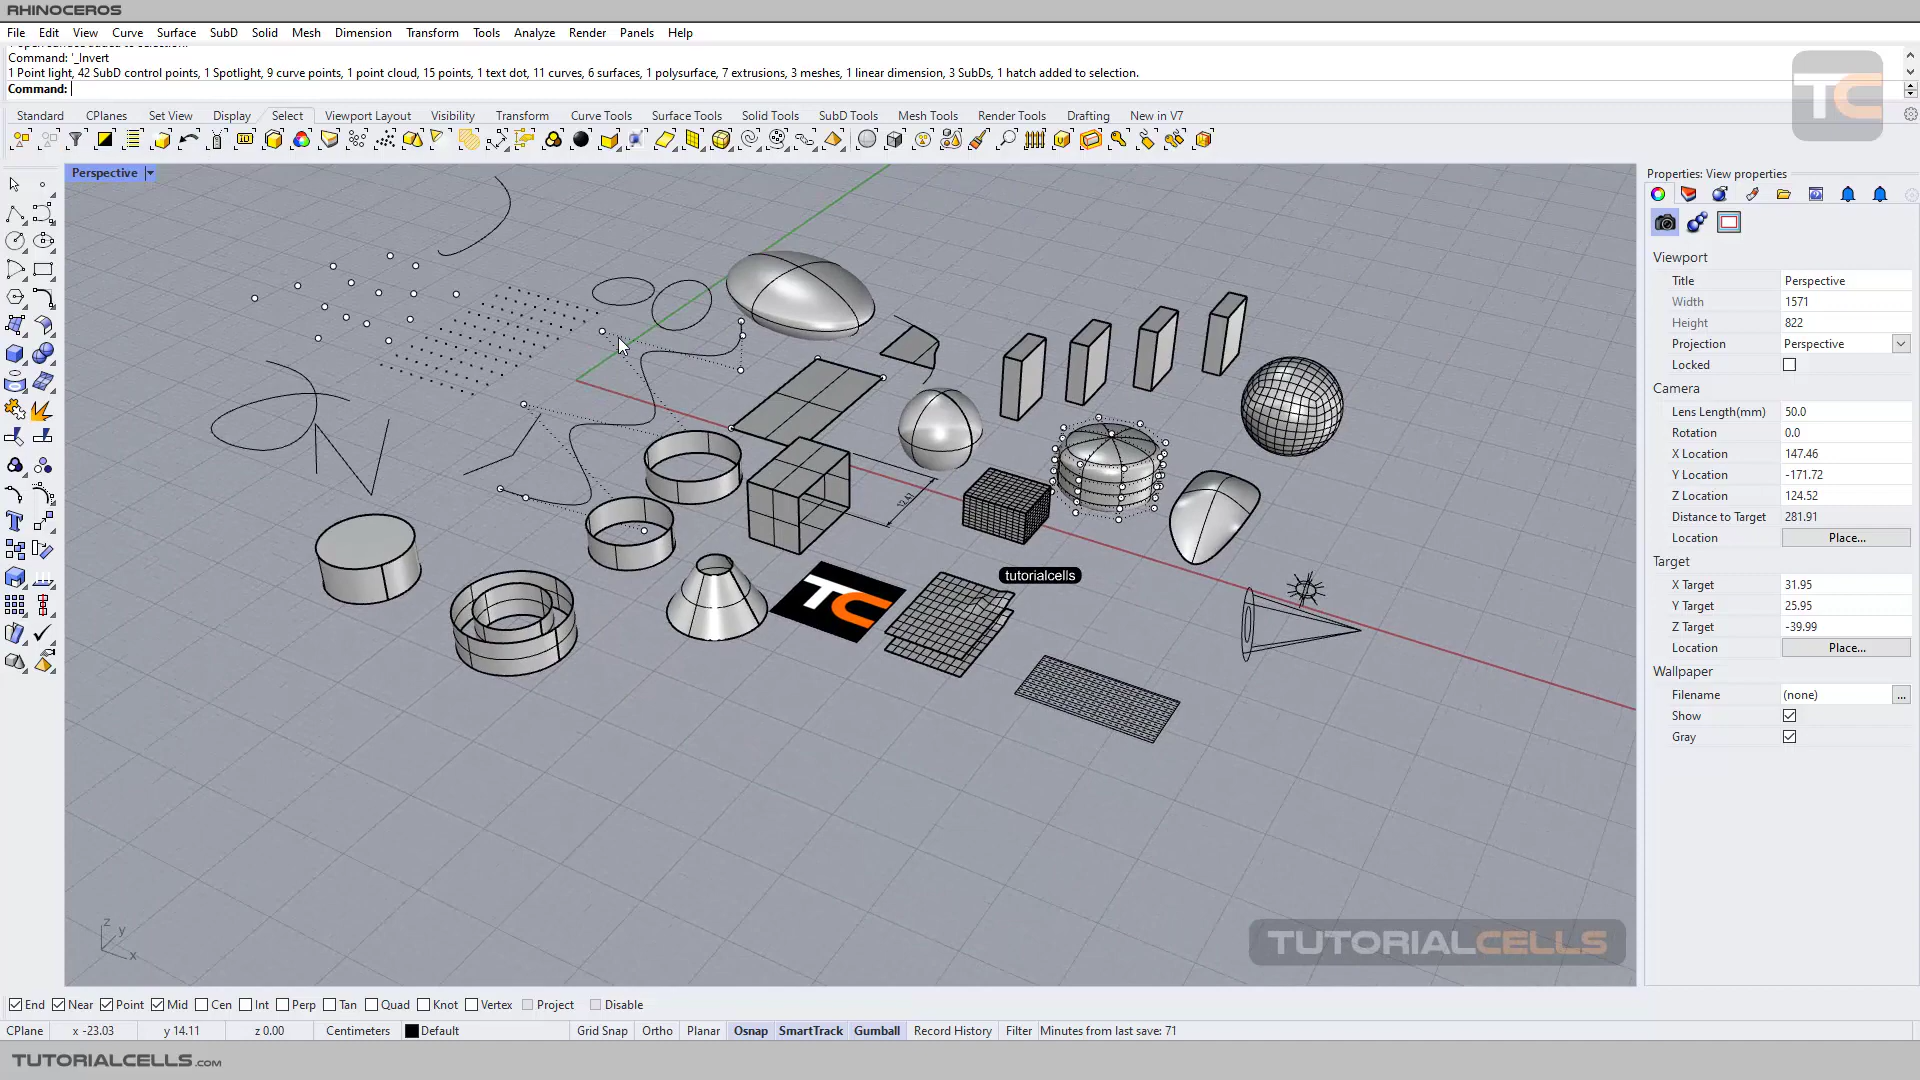 RHINOCEROS
File Edit View Curve Surface SubD Solid Mesh Dimension Transform Tools Analyze Render Panels Help
Command: '_Invert
1 Point light, 42 SubD control points, 1 Spotlight, 9 curve points, 1 point cloud, 15 points, 1 text dot, 11 curves, 6 surfaces, 1 polysurface, 7 extrusions, 3 meshes, 1 linear dimension, 3 SubDs, 1 hatch added to selection.
Command:
TC
Standard CPlanes Set View Display Select Viewport Layout Visibility Transform Curve Tools Surface Tools Solid Tools SubD Tools Mesh Tools Render Tools Drafting New in V7
Perspective
12.47
tutorialcells
TC
z
y
x
TUTORIALCELLS
Properties: View properties
Viewport
Title Perspective
Width 1571
Height 822
Projection Perspective
Locked
Camera
Lens Length(mm) 50.0
Rotation 0.0
X Location 147.46
Y Location -171.72
Z Location 124.52
Distance to Target 281.91
Location Place...
Target
X Target 31.95
Y Target 25.95
Z Target -39.99
Location Place...
Wallpaper
Filename (none) ...
Show
Gray
End Near Point Mid Cen Int Perp Tan Quad Knot Vertex Project Disable
CPlane x -23.03 y 14.11 z 0.00 Centimeters Default Grid Snap Ortho Planar Osnap SmartTrack Gumball Record History Filter Minutes from last save: 71
TUTORIALCELLS.COM